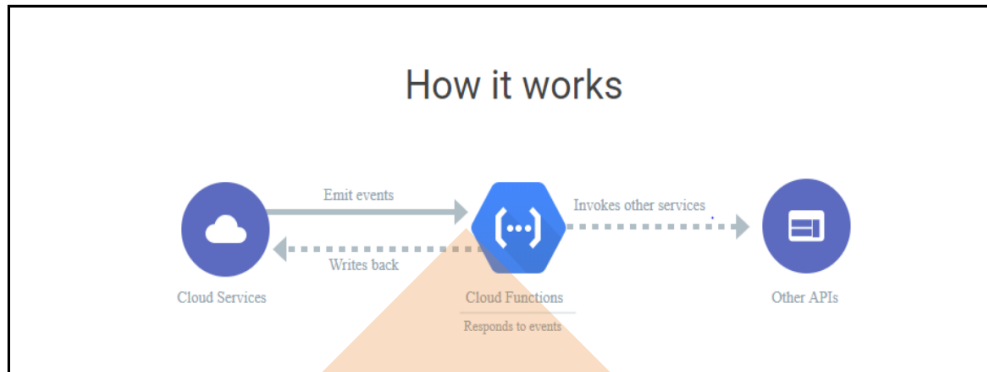 How it works
Emit events
Invokes other services
Writes back
Cloud Services
Cloud Functions
Other APIs
Responds to events